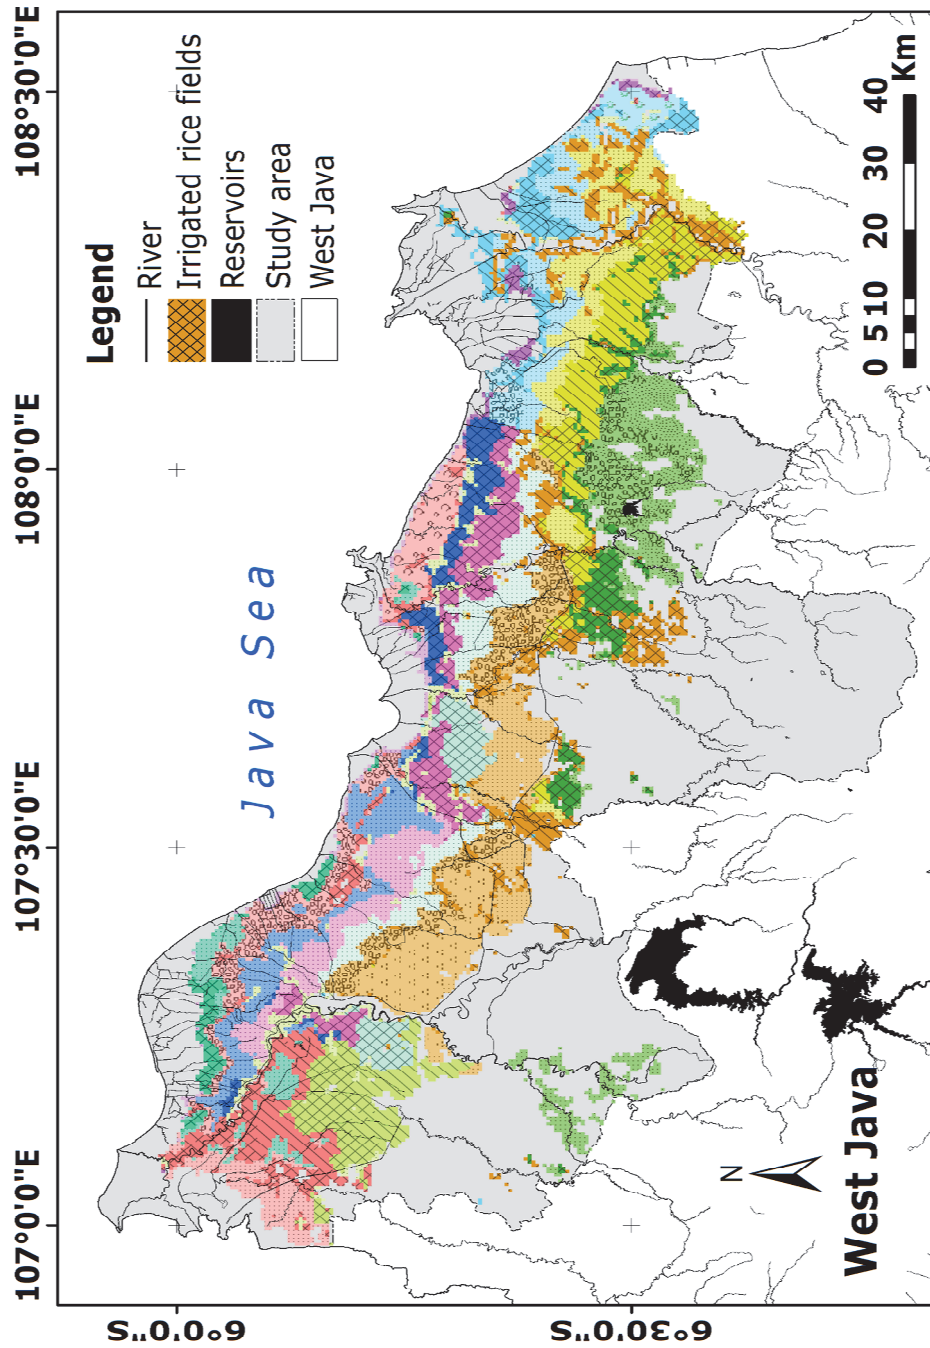 107°0'0"E
107°30'0"E
108°0'0"E
108°30'0"E
6°0'0"S
6°30'0"S
Java Sea
Legend
River
Irrigated rice fields
Reservoirs
Study area
West Java
West Java
N
0 5 10 20 30 40
Km